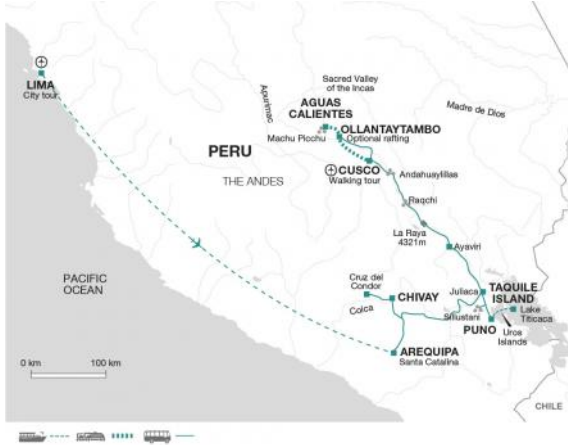 LIMA
City tour
Apurimac
Sacred Valley
of the Incas
AGUAS
CALIENTES
Madre de Dios
Machu Picchu
OLLANTAYTAMBO
Optional rafting
PERU
CUSCO
Walking tour
Andahuaylillas
THE ANDES
Raqchi
La Raya
4321m
Ayaviri
PACIFIC
OCEAN
Cruz del
Condor
Colca
CHIVAY
Juliaca
TAQUILE
ISLAND
Sillustani
Lake
Titicaca
PUNO
Uros
Islands
AREQUIPA
Santa Catalina
0 km
100 km
CHILE